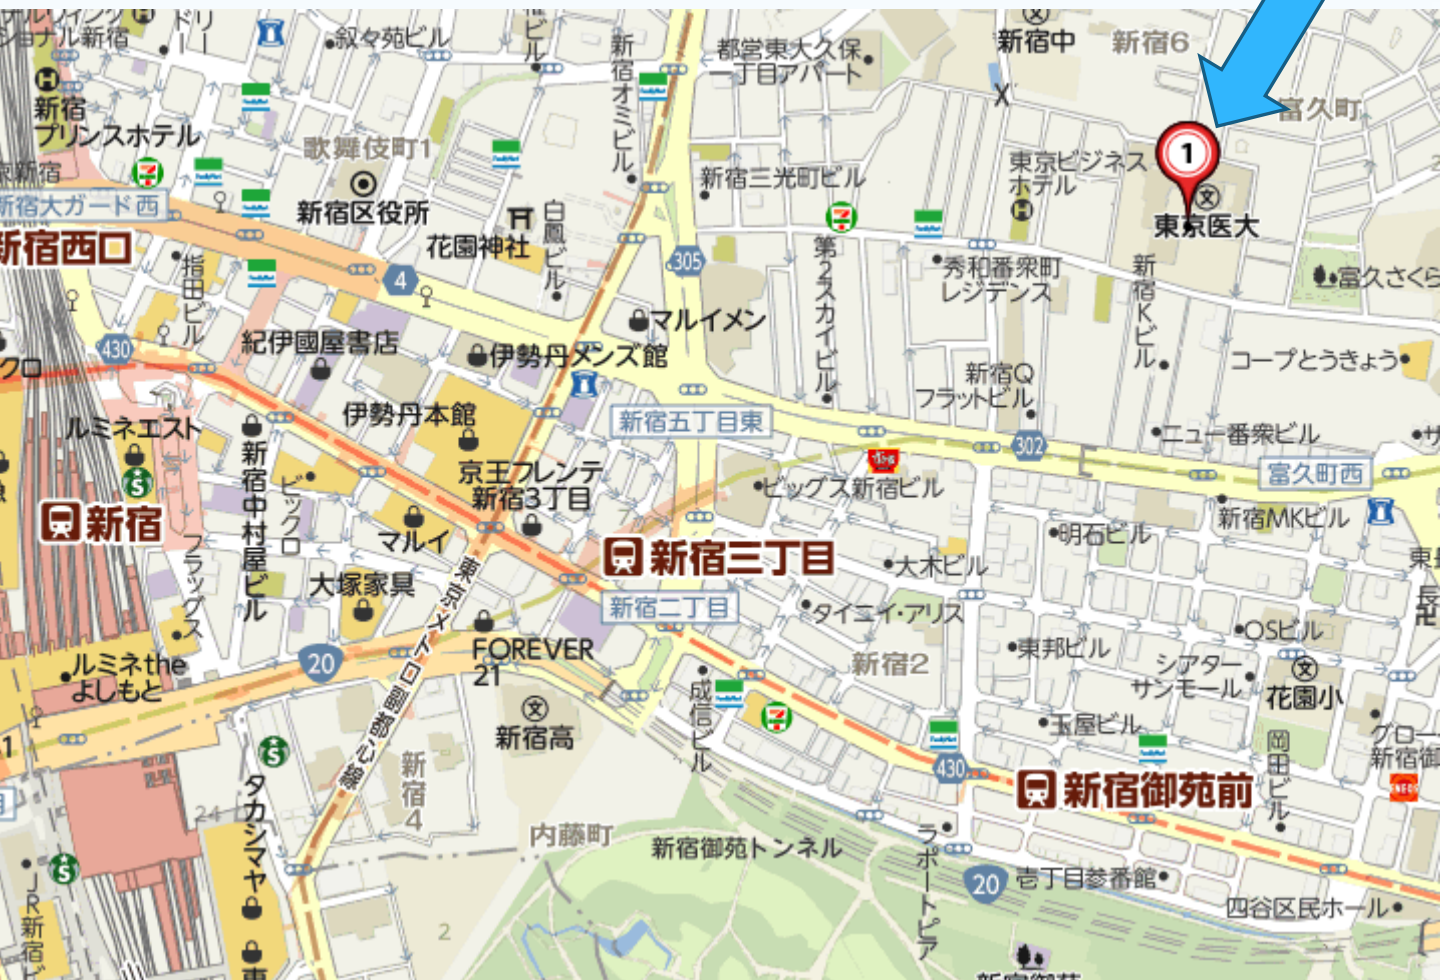 ショナル新宿
叙々苑ビル
新宿オミビル
都営東大久保
一丁目アパート
新宿中
新宿6
富久町
新宿
プリンスホテル
歌舞伎町1
新宿三光町ビル
東京ビジネス
ホテル
1
東京医大
新宿大ガード西
新宿区役所
花園神社
白鳳ビル
新宿西口
指田ビル
4
305
第2スカイビル
秀和番衆町
レジデンス
新宿Kビル
富久さくら
430
紀伊國屋書店
マルイメン
伊勢丹メンズ館
コープとうきょう
新宿Q
フラットビル
伊勢丹本館
新宿五丁目東
302
ニュー番衆ビル
富久町西
ルミネエスト
新宿中村屋ビル
ビックロ
京王フレンテ
新宿3丁目
ビッグス新宿ビル
新宿MKビル
新宿
フラッグス
マルイ
新宿三丁目
明石ビル
大木ビル
大塚家具
東京メトロ副都心線
新宿二丁目
タイニイ・アリス
OSビル
東邦ビル
20
FOREVER
21
ルミネthe
よしもと
新宿2
シアター
サンモール
花園小
成信ビル
新宿高
玉屋ビル
岡田ビル
グロー
新宿御
ENEOS
新宿4
430
新宿御苑前
タカシマヤ
24
内藤町
新宿御苑トンネル
ラポートピア
20
壱丁目参番館
四谷区民ホール
JR新宿ビ
2